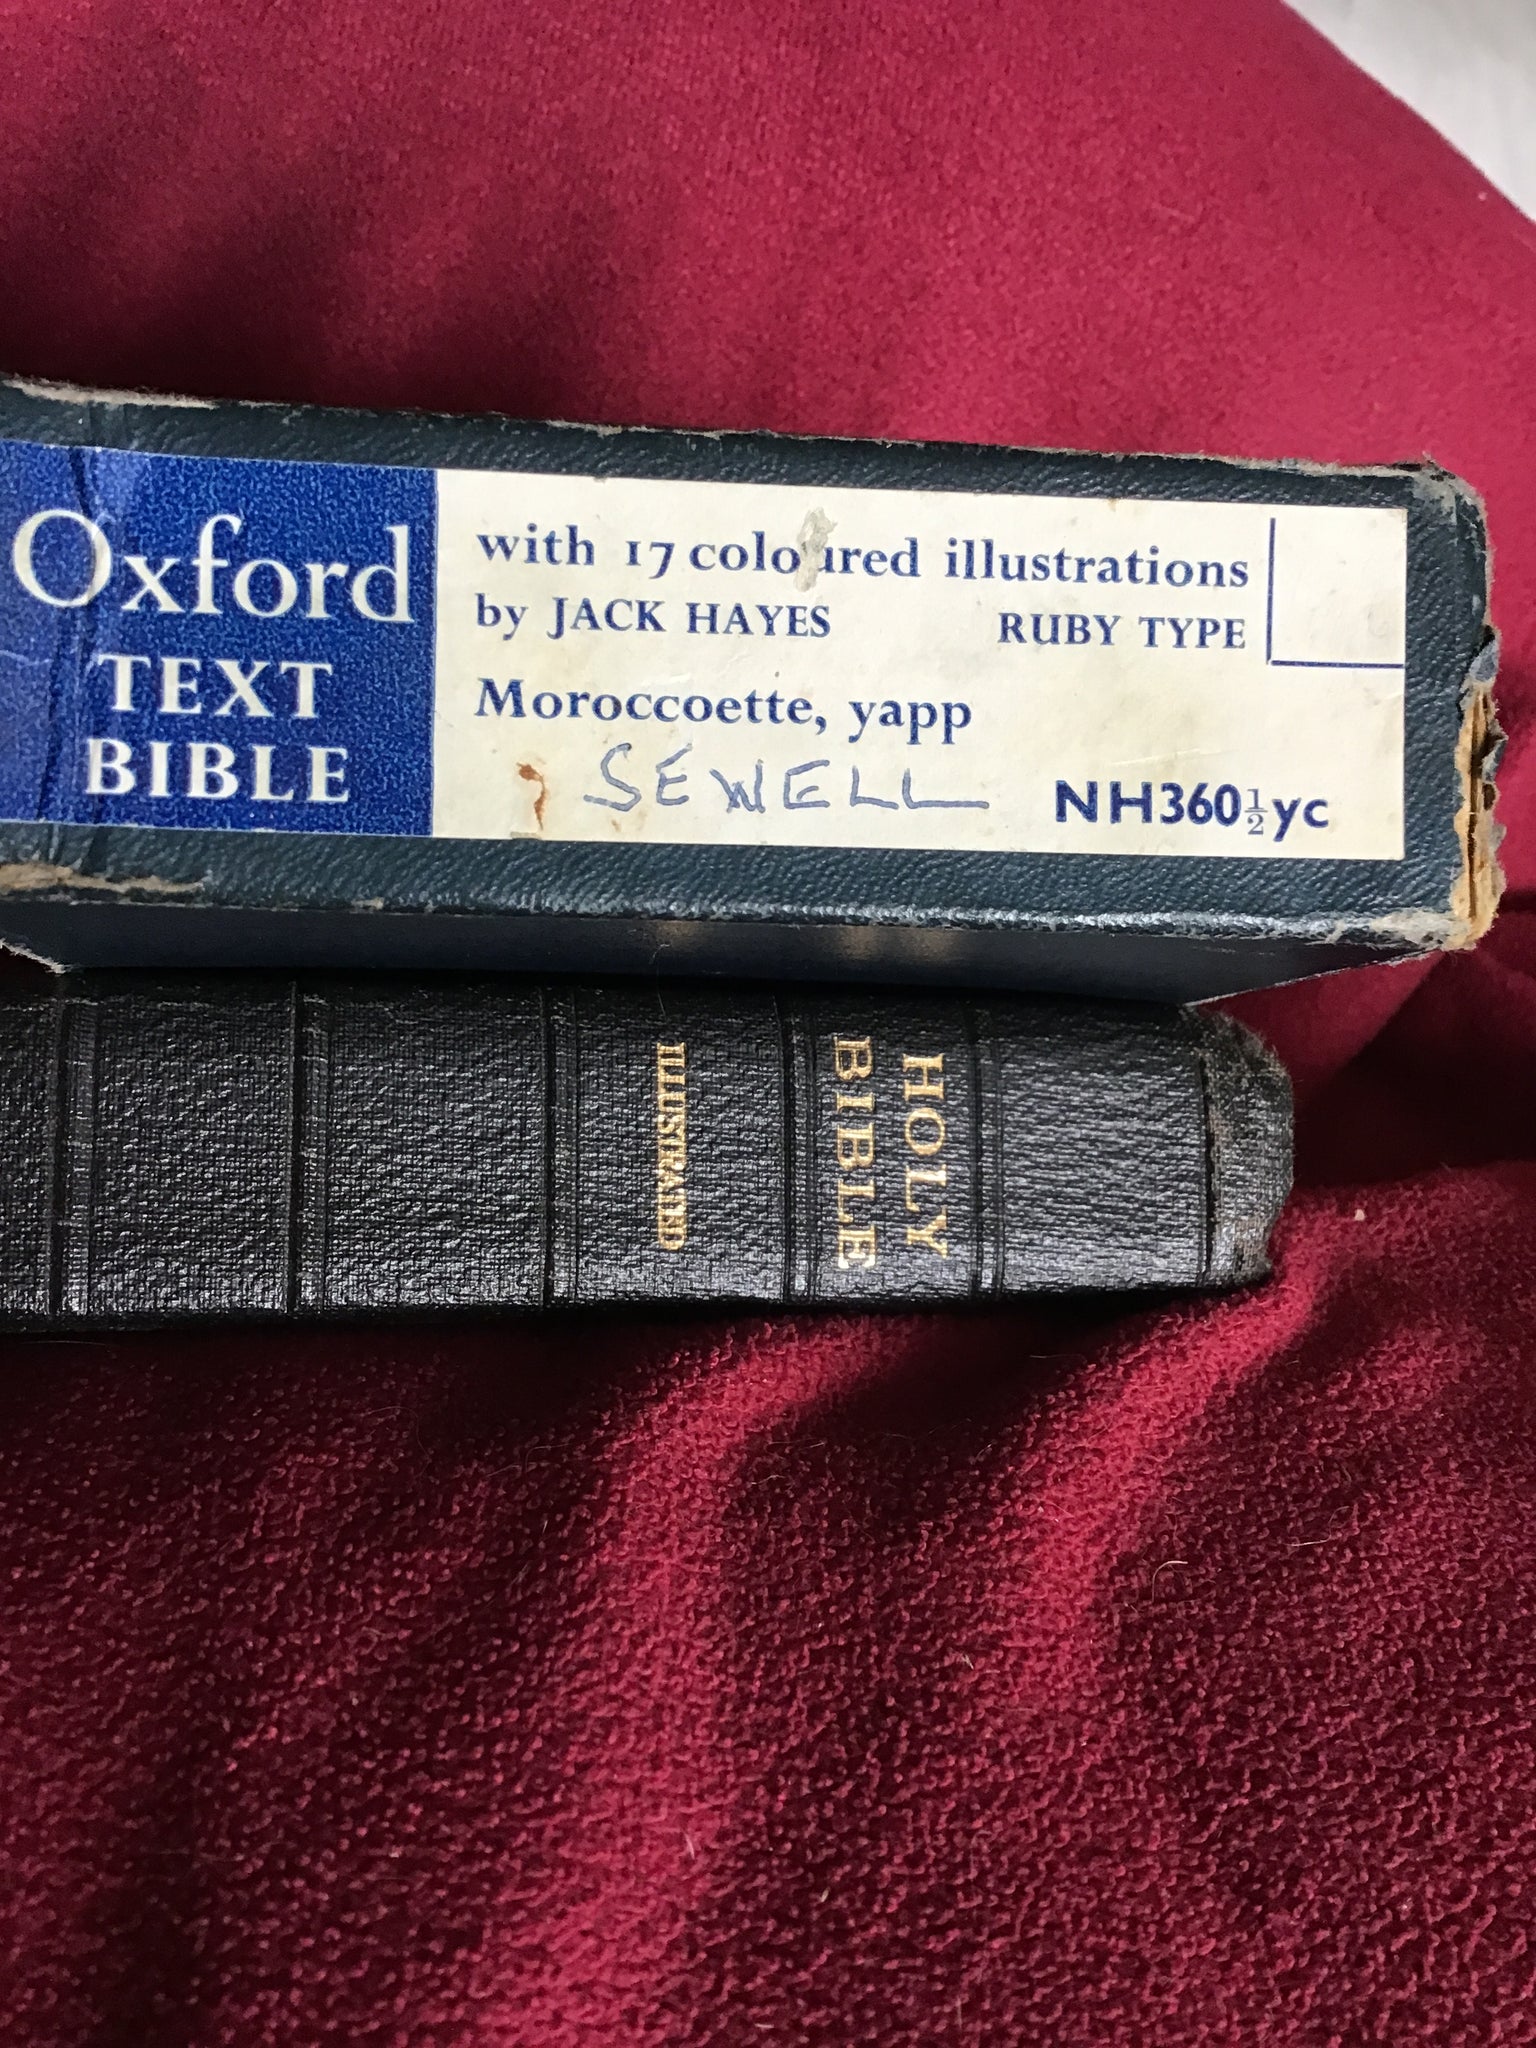 Oxford
TEXT
BIBLE
with 17 coloured illustrations
by JACK HAYES RUBY TYPE
Moroccoette, yapp
SEWELL NH360½yc
HOLY
BIBLE
ILLUSTRATED